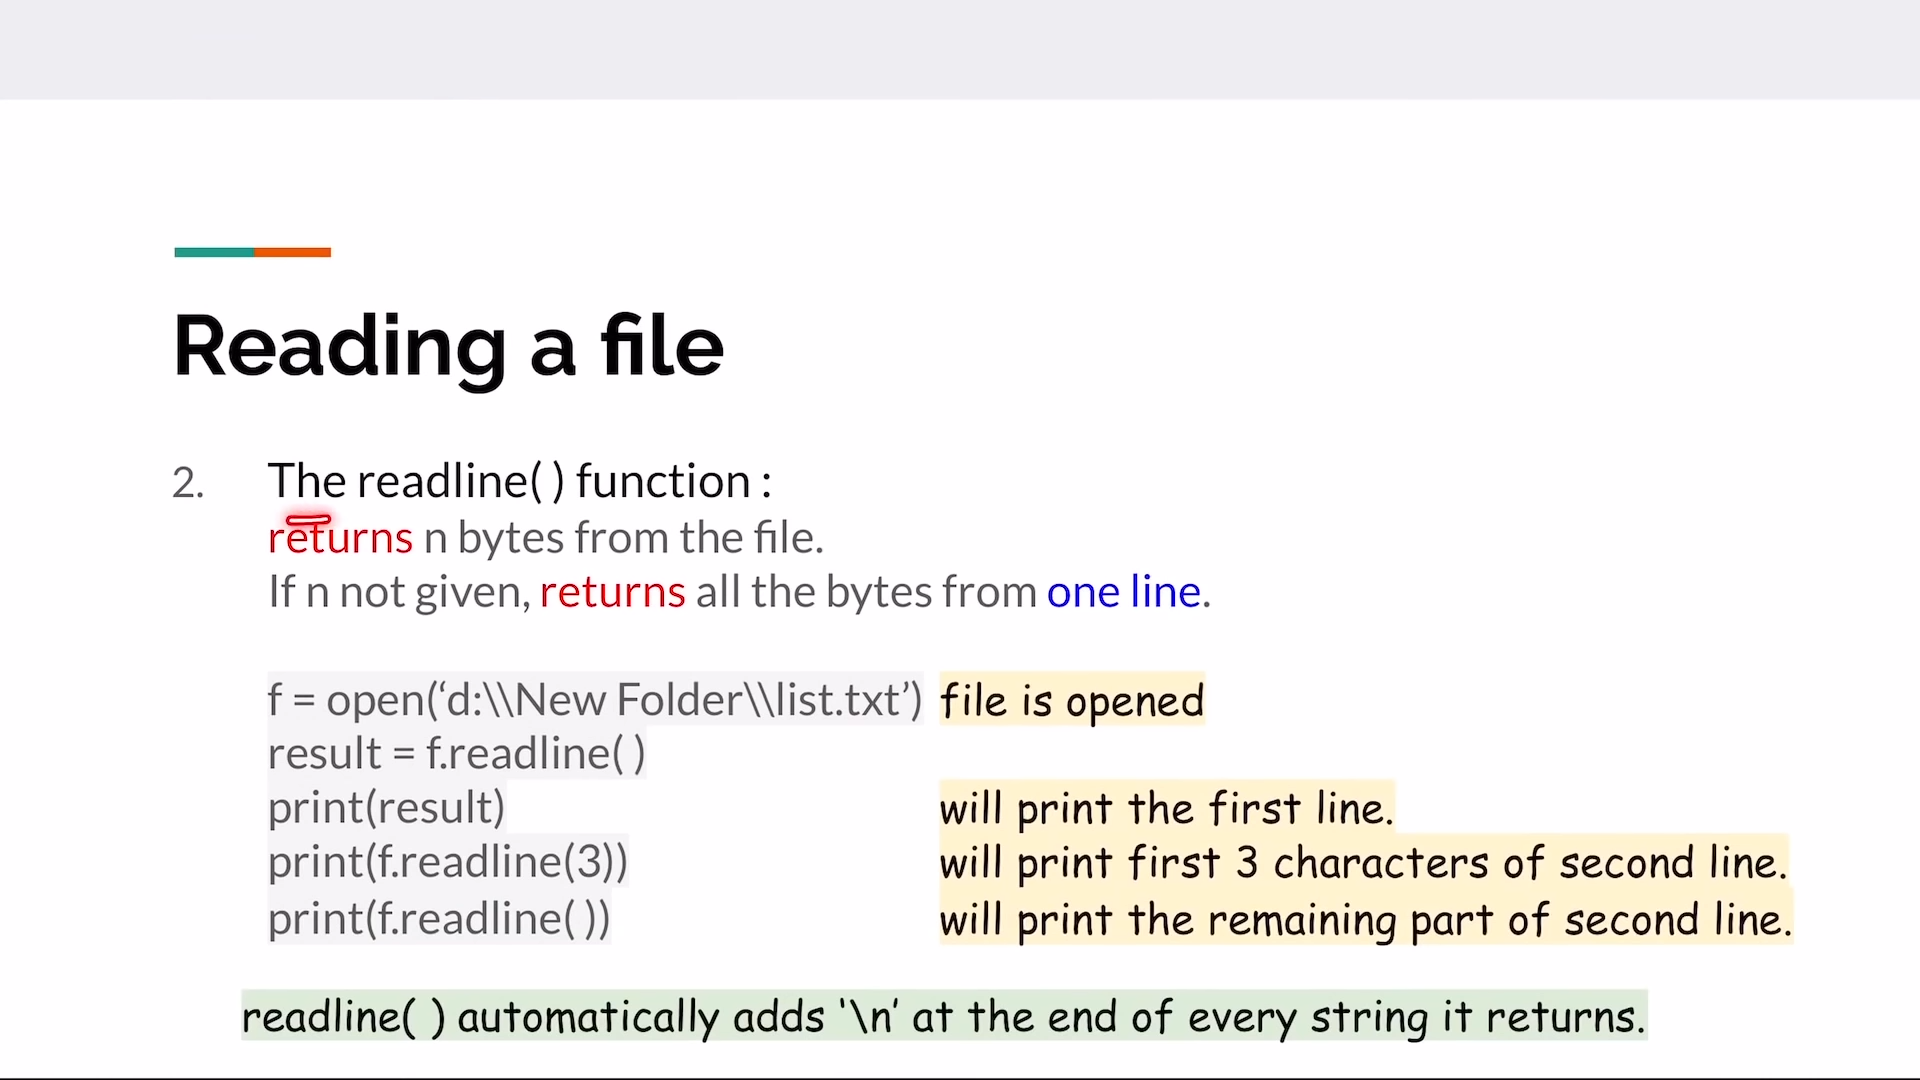 Reading a file
2. The readline( ) function :
returns n bytes from the file.
If n not given, returns all the bytes from one line.
f = open(‘d:\\New Folder\\list.txt’) file is opened
result = f.readline( )
print(result) will print the first line.
print(f.readline(3)) will print first 3 characters of second line.
print(f.readline( )) will print the remaining part of second line.
readline( ) automatically adds ‘\n’ at the end of every string it returns.